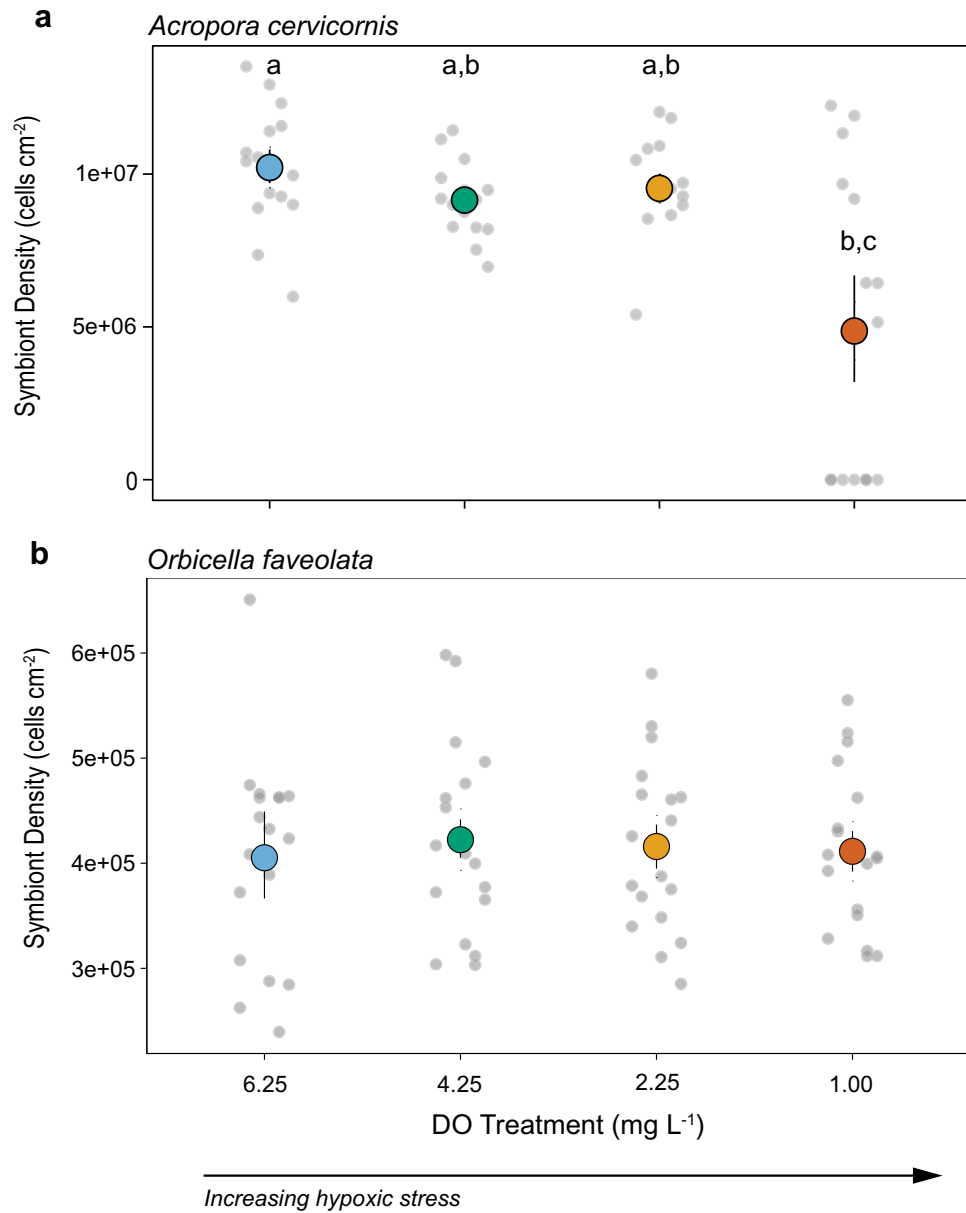 a
Acropora cervicornis
a
a,b
a,b
b,c
Symbiont Density (cells cm⁻²)
1e+07
5e+06
0
b
Orbicella faveolata
Symbiont Density (cells cm⁻²)
6e+05
5e+05
4e+05
3e+05
6.25 4.25 2.25 1.00
DO Treatment (mg L⁻¹)
Increasing hypoxic stress